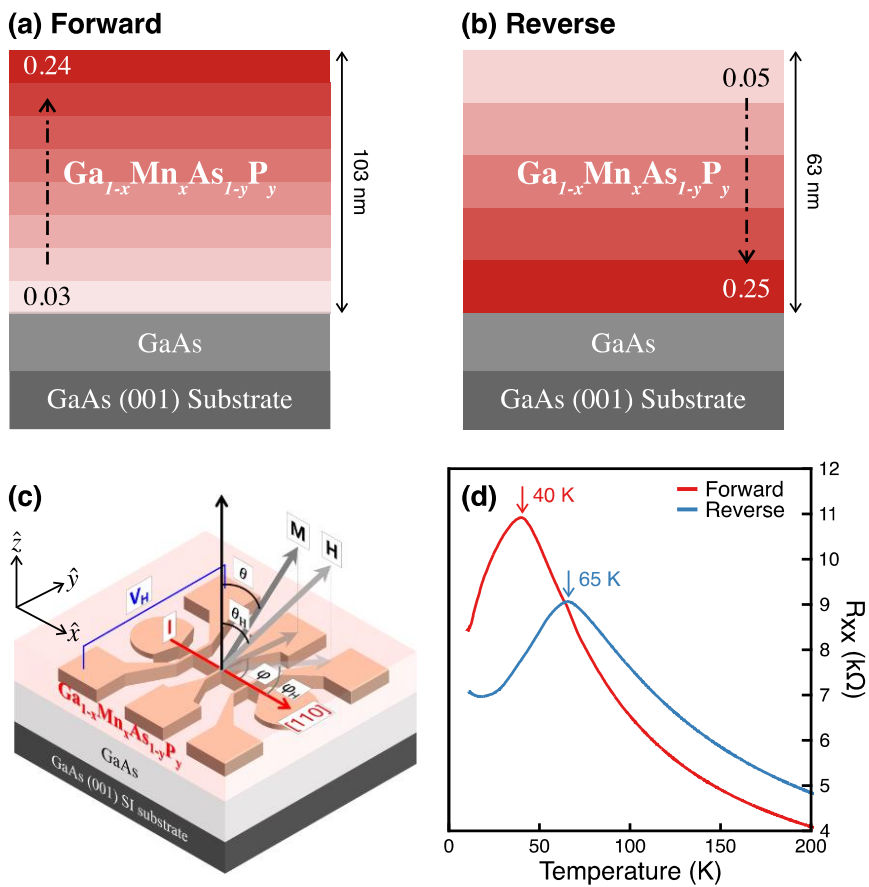 (a) Forward
0.24
Ga1-xMnxAs1-yPy
0.03
103 nm
GaAs
GaAs (001) Substrate
(b) Reverse
0.05
Ga1-xMnxAs1-yPy
0.25
63 nm
GaAs
GaAs (001) Substrate
(c)
ẑ
ŷ
x̂
VH
I
M
H
θ
θH
φ
φH
[110]
Ga1-xMnxAs1-yPy
GaAs
GaAs (001) SI substrate
(d)
40 K
65 K
Forward
Reverse
12
11
10
9
8
7
6
5
4
Rxx (kΩ)
0 50 100 150 200
Temperature (K)